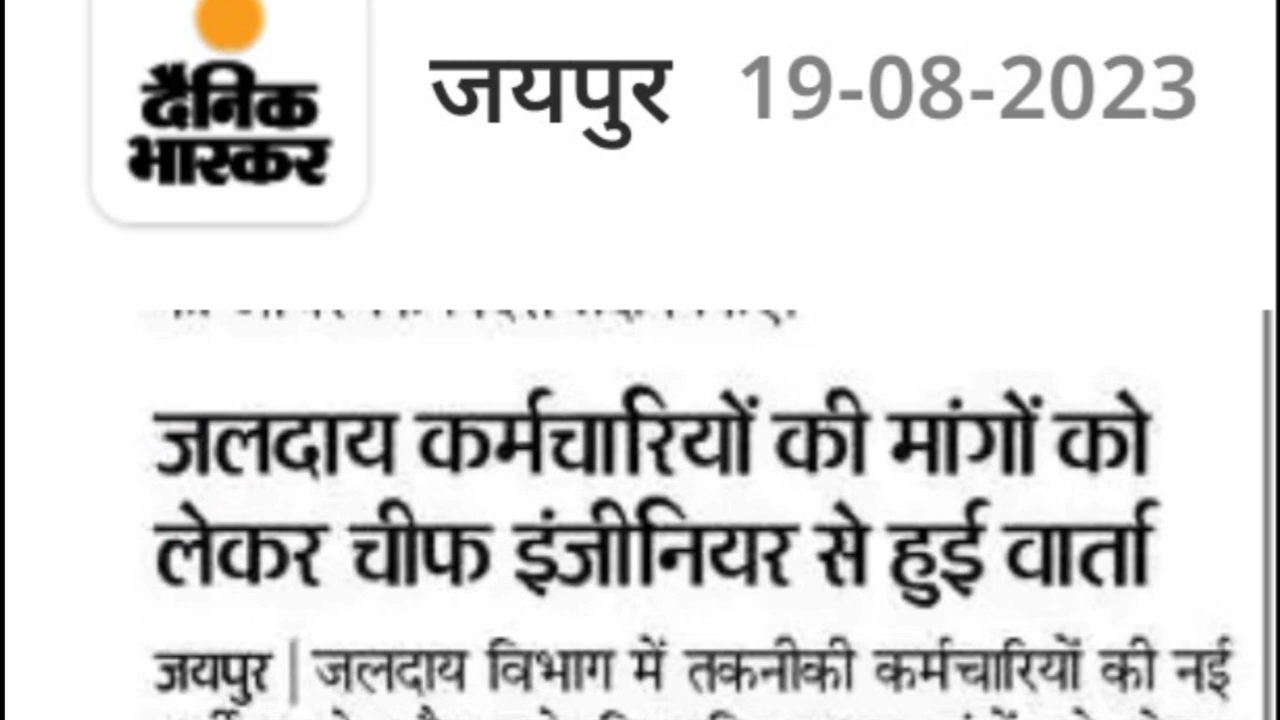 दैनिक
भास्कर
जयपुर 19-08-2023
जलदाय कर्मचारियों की मांगों को
लेकर चीफ इंजीनियर से हुई वार्ता
जयपुर | जलदाय विभाग में तकनीकी कर्मचारियों की नई